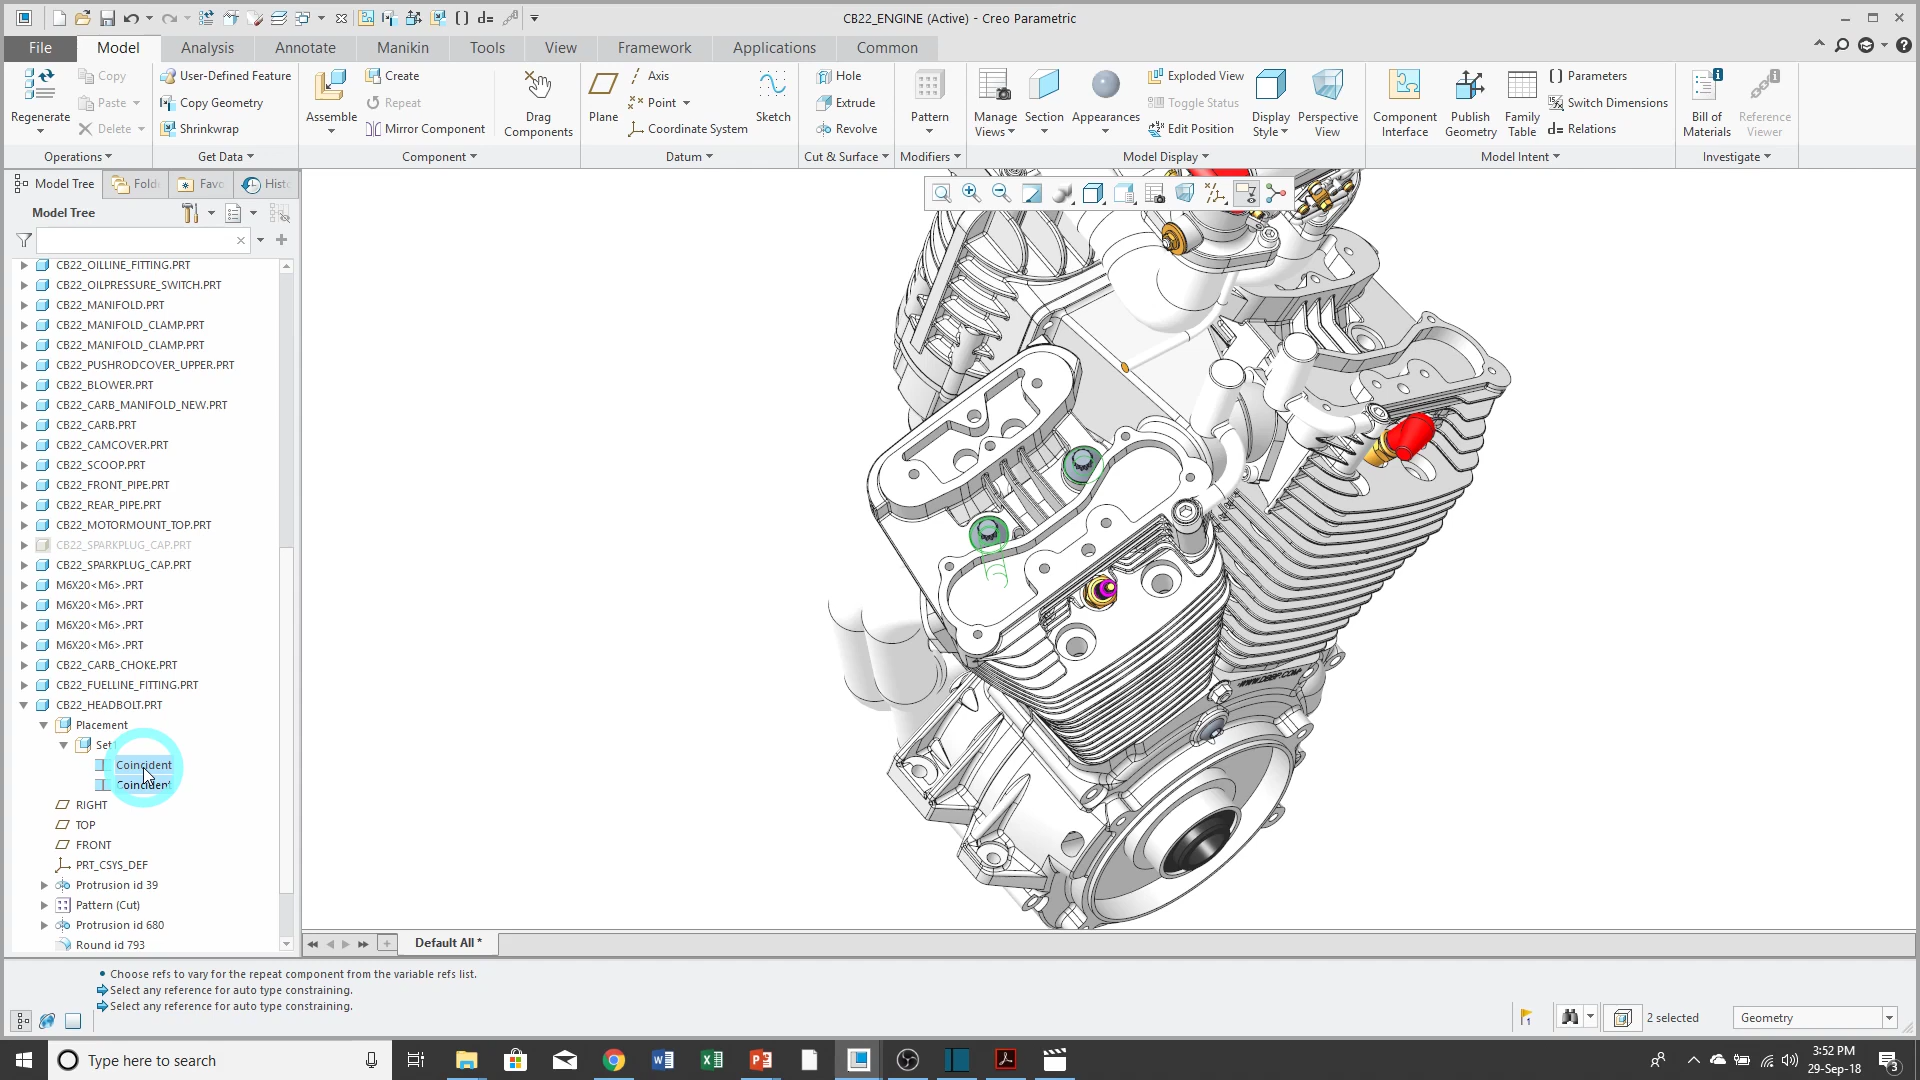 CB22_ENGINE (Active) - Creo Parametric
File Model Analysis Annotate Manikin Tools View Framework Applications Common
Regenerate
Copy
Paste
Delete
Operations
User-Defined Feature
Copy Geometry
Shrinkwrap
Get Data
Assemble
Create
Repeat
Mirror Component
Drag
Components
Component
Plane
Axis
Point
Coordinate System
Sketch
Datum
Hole
Extrude
Revolve
Cut & Surface
Pattern
Modifiers
Manage
Views
Section
Appearances
Exploded View
Toggle Status
Edit Position
Display
Style
Perspective
View
Model Display
Component
Interface
Publish
Geometry
Family
Table
Parameters
Switch Dimensions
d= Relations
Model Intent
Bill of
Materials
Reference
Viewer
Investigate
Model Tree Fold Favo Histo
Model Tree
CB22_OILLINE_FITTING.PRT
CB22_OILPRESSURE_SWITCH.PRT
CB22_MANIFOLD.PRT
CB22_MANIFOLD_CLAMP.PRT
CB22_MANIFOLD_CLAMP.PRT
CB22_PUSHRODCOVER_UPPER.PRT
CB22_BLOWER.PRT
CB22_CARB_MANIFOLD_NEW.PRT
CB22_CARB.PRT
CB22_CAMCOVER.PRT
CB22_SCOOP.PRT
CB22_FRONT_PIPE.PRT
CB22_REAR_PIPE.PRT
CB22_MOTORMOUNT_TOP.PRT
CB22_SPARKPLUG_CAP.PRT
CB22_SPARKPLUG_CAP.PRT
M6X20<M6>.PRT
M6X20<M6>.PRT
M6X20<M6>.PRT
M6X20<M6>.PRT
CB22_CARB_CHOKE.PRT
CB22_FUELLINE_FITTING.PRT
CB22_HEADBOLT.PRT
Placement
Set1
Coincident
Coincident
RIGHT
TOP
FRONT
PRT_CSYS_DEF
Protrusion id 39
Pattern (Cut)
Protrusion id 680
Round id 793
Default All *
Choose refs to vary for the repeat component from the variable refs list.
Select any reference for auto type constraining.
Select any reference for auto type constraining.
2 selected
Geometry
Type here to search
3:52 PM
29-Sep-18
3